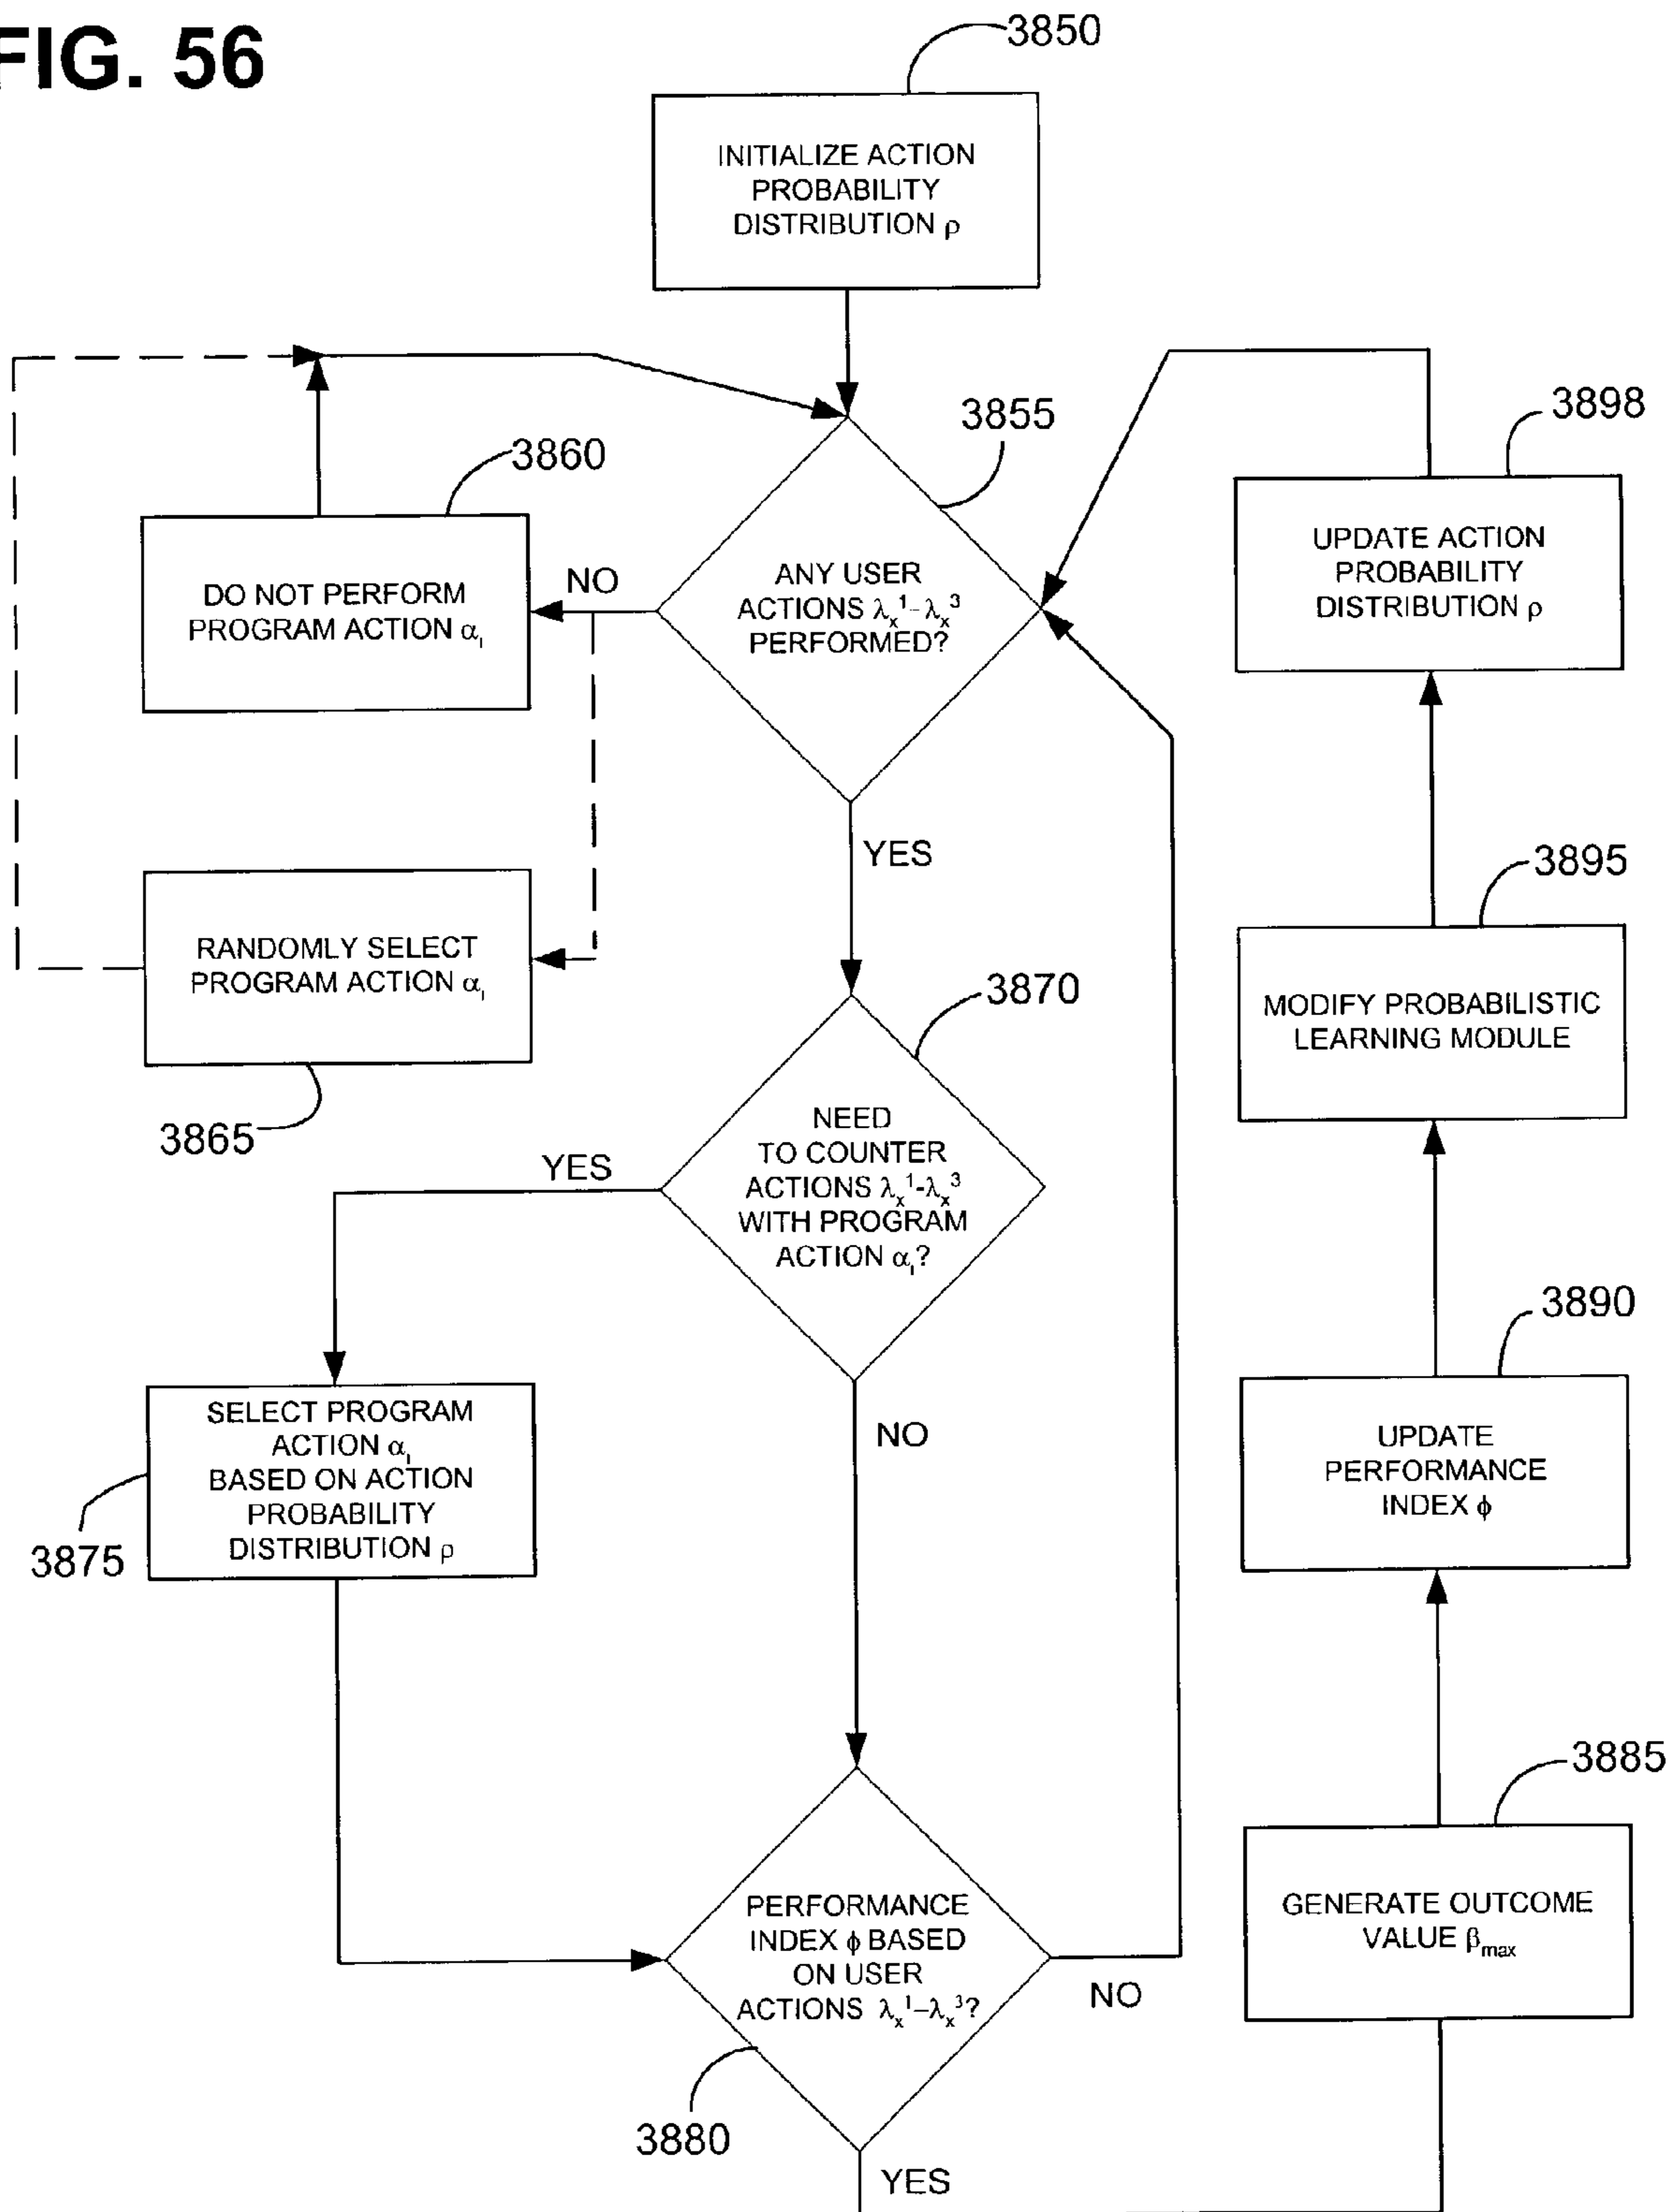 FIG. 56
3850
INITIALIZE ACTION
PROBABILITY
DISTRIBUTION ρ
3855
3898
3860
UPDATE ACTION
PROBABILITY
DISTRIBUTION ρ
ANY USER
ACTIONS λₓ¹–λₓ³
PERFORMED?
NO
DO NOT PERFORM
PROGRAM ACTION αᵢ
YES
3895
RANDOMLY SELECT
PROGRAM ACTION αᵢ
3865
3870
MODIFY PROBABILISTIC
LEARNING MODULE
NEED
TO COUNTER
ACTIONS λₓ¹-λₓ³
WITH PROGRAM
ACTION αᵢ?
YES
3890
SELECT PROGRAM
ACTION αᵢ
BASED ON ACTION
PROBABILITY
DISTRIBUTION ρ
3875
NO
UPDATE
PERFORMANCE
INDEX ϕ
3885
PERFORMANCE
INDEX ϕ BASED
ON USER
ACTIONS λₓ¹–λₓ³?
NO
GENERATE OUTCOME
VALUE βmax
3880
YES